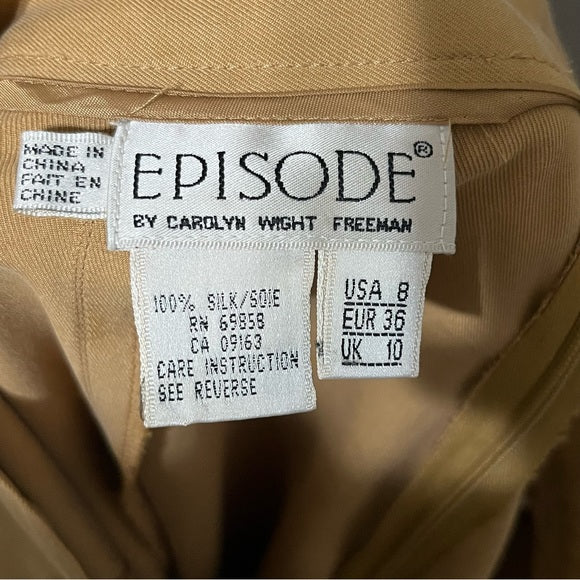 MADE IN
CHINA
FAIT EN
CHINE
EPISODE®
BY CAROLYN WIGHT FREEMAN
100% SILK/SOIE
RN 69858
CA 09163
CARE INSTRUCTION
SEE REVERSE
USA 8
EUR 36
UK 10